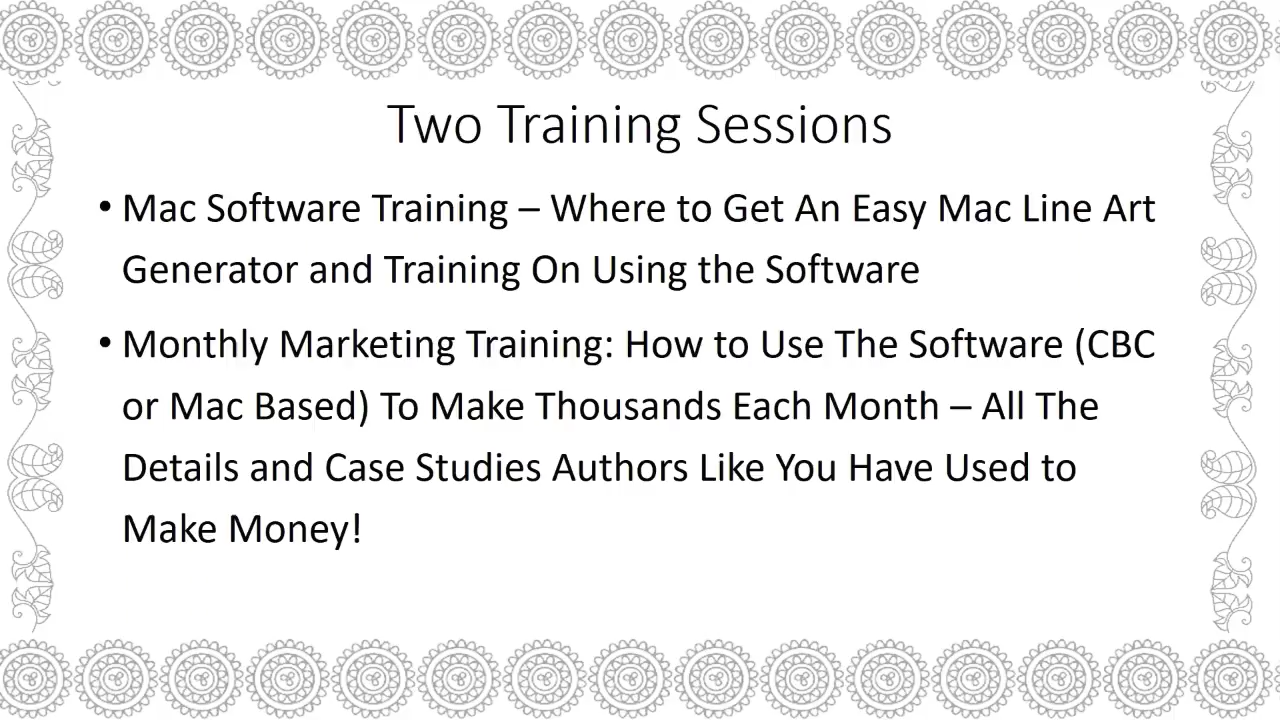 Two Training Sessions
• Mac Software Training – Where to Get An Easy Mac Line Art
Generator and Training On Using the Software
• Monthly Marketing Training: How to Use The Software (CBC
or Mac Based) To Make Thousands Each Month – All The
Details and Case Studies Authors Like You Have Used to
Make Money!